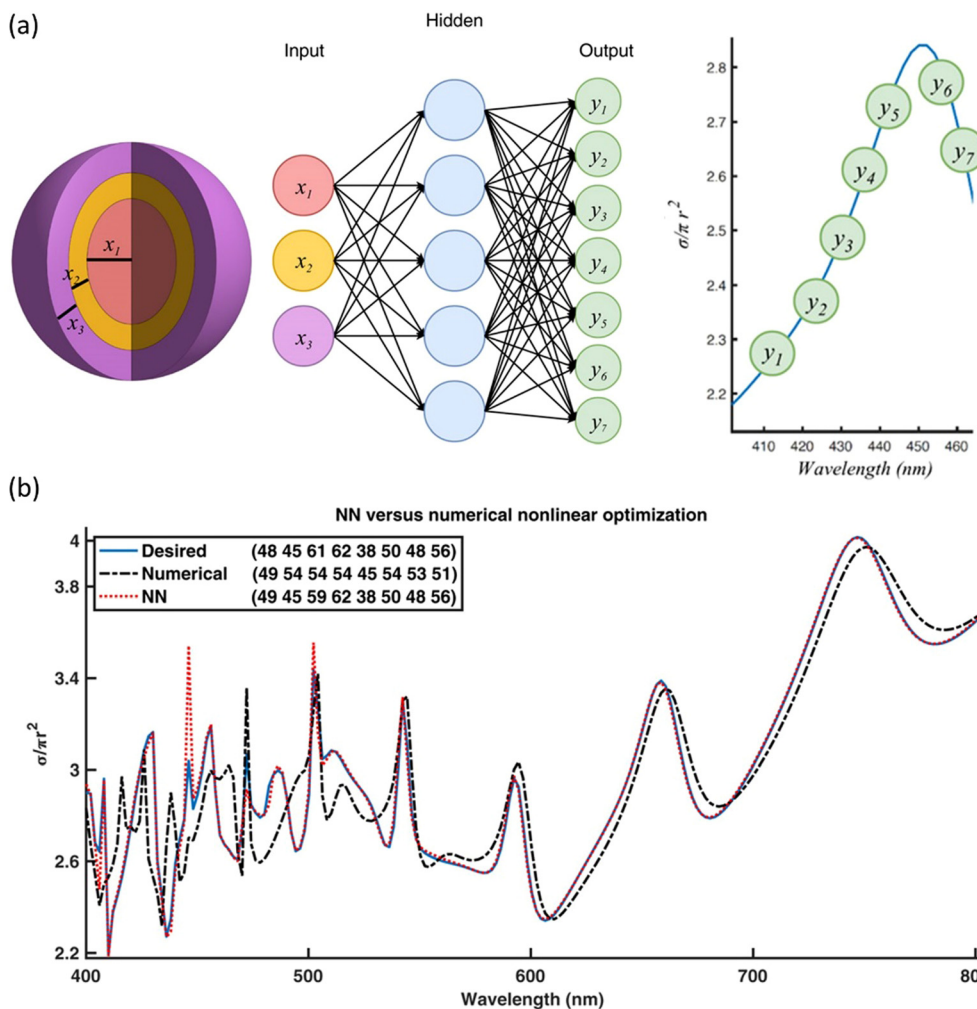 (a)
Hidden
Input
Output
x1
x2
x3
x1
x2
x3
y1
y2
y3
y4
y5
y6
y7
2.8
2.7
2.6
2.5
2.4
2.3
2.2
σ/π r²
y1
y2
y3
y4
y5
y6
y7
410 420 430 440 450 460
Wavelength (nm)
(b)
NN versus numerical nonlinear optimization
Desired (48 45 61 62 38 50 48 56)
Numerical (49 54 54 54 45 54 53 51)
NN (49 45 59 62 38 50 48 56)
4
3.8
3.4
3
2.6
2.2
σ/πr²
400 500 600 700 80
Wavelength (nm)